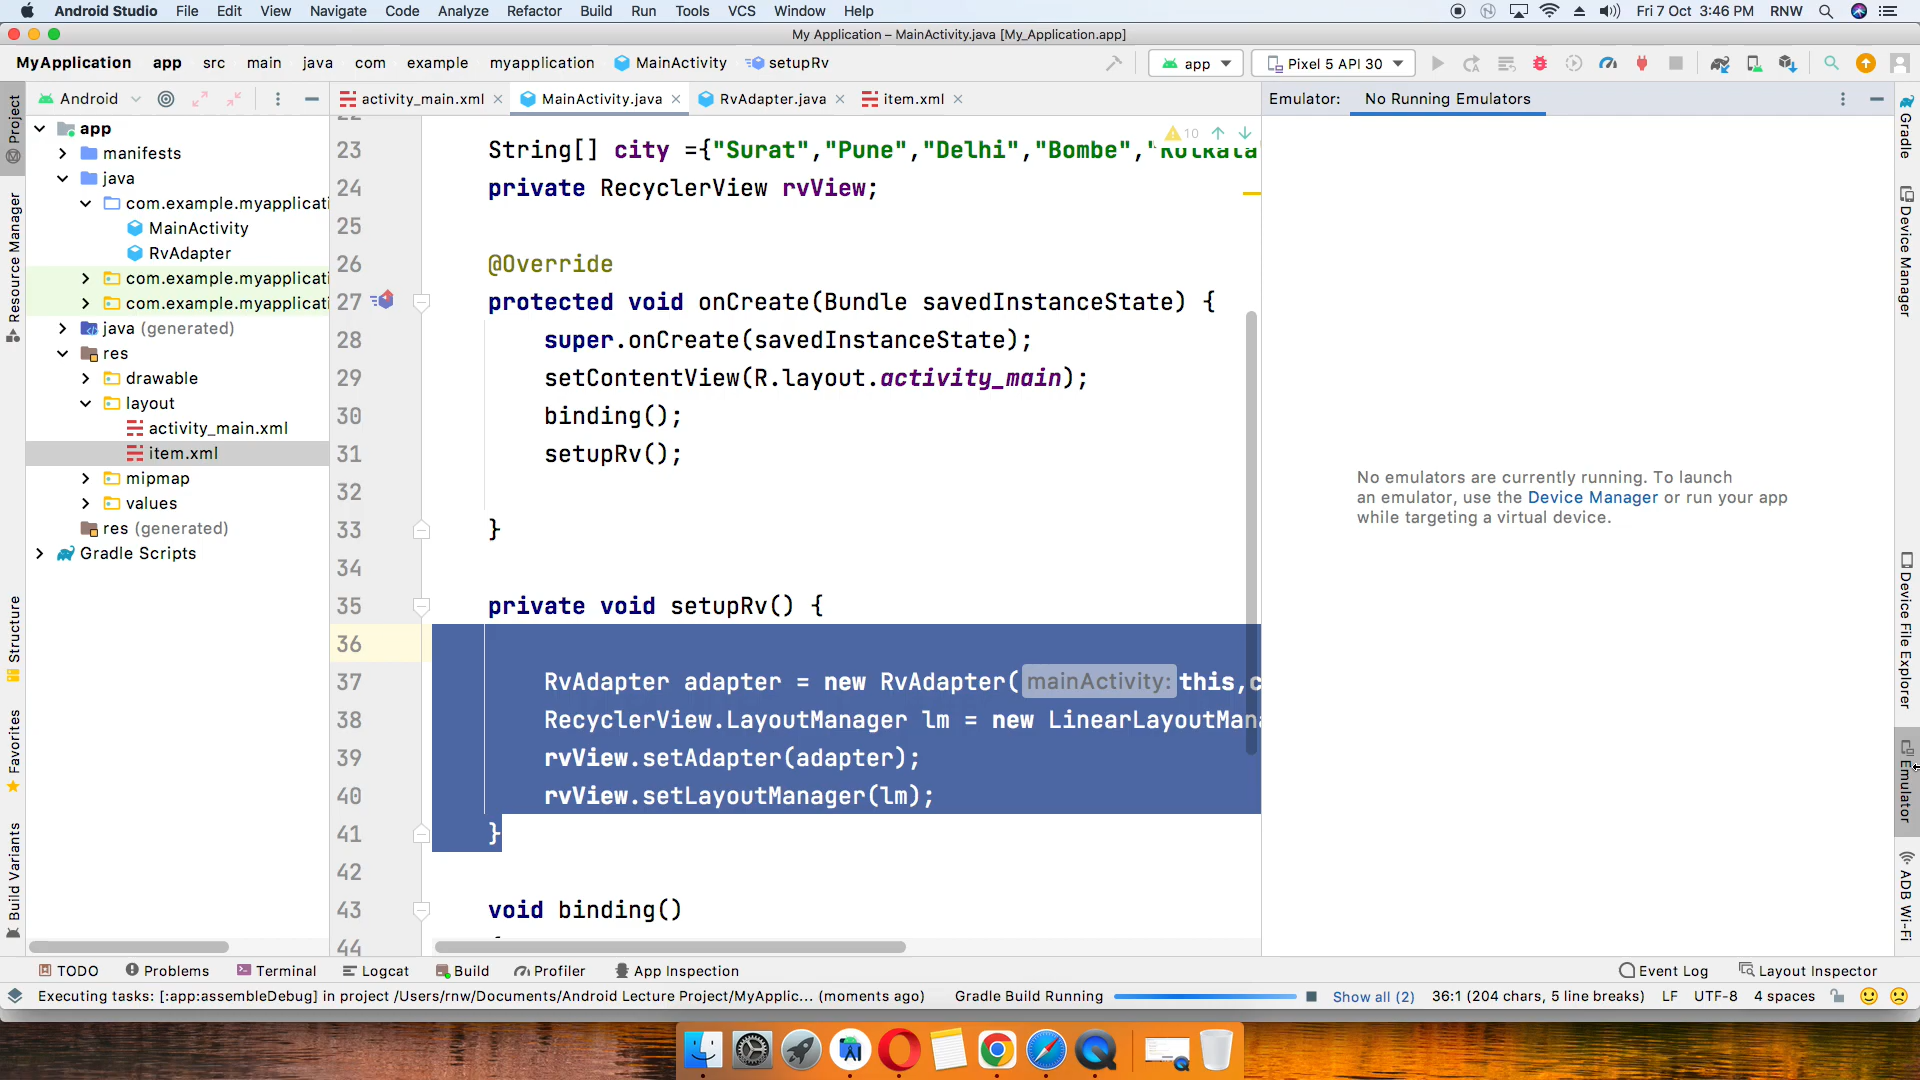 Android Studio File Edit View Navigate Code Analyze Refactor Build Run Tools VCS Window Help Fri 7 Oct 3:46 PM RNW
My Application – MainActivity.java [My_Application.app]
MyApplication app src main java com example myapplication MainActivity setupRv app Pixel 5 API 30
Android activity_main.xml MainActivity.java RvAdapter.java item.xml Emulator: No Running Emulators
app
manifests
java
com.example.myapplicati
MainActivity
RvAdapter
com.example.myapplicati
com.example.myapplicati
java (generated)
res
drawable
layout
activity_main.xml
item.xml
mipmap
values
res (generated)
Gradle Scripts
Project
Resource Manager
Structure
Favorites
Build Variants
10
23 String[] city ={"Surat","Pune","Delhi","Bombe","Kolkata
24 private RecyclerView rvView;
25
26 @Override
27 protected void onCreate(Bundle savedInstanceState) {
28 super.onCreate(savedInstanceState);
29 setContentView(R.layout.activity_main);
30 binding();
31 setupRv();
32
33 }
34
35 private void setupRv() {
36
37 RvAdapter adapter = new RvAdapter( mainActivity: this,c
38 RecyclerView.LayoutManager lm = new LinearLayoutMana
39 rvView.setAdapter(adapter);
40 rvView.setLayoutManager(lm);
41 }
42
43 void binding()
44
No emulators are currently running. To launch
an emulator, use the Device Manager or run your app
while targeting a virtual device.
Gradle
Device Manager
Device File Explorer
Emulator
ADB Wi-Fi
TODO Problems Terminal Logcat Build Profiler App Inspection Event Log Layout Inspector
Executing tasks: [:app:assembleDebug] in project /Users/rnw/Documents/Android Lecture Project/MyApplic... (moments ago) Gradle Build Running Show all (2) 36:1 (204 chars, 5 line breaks) LF UTF-8 4 spaces